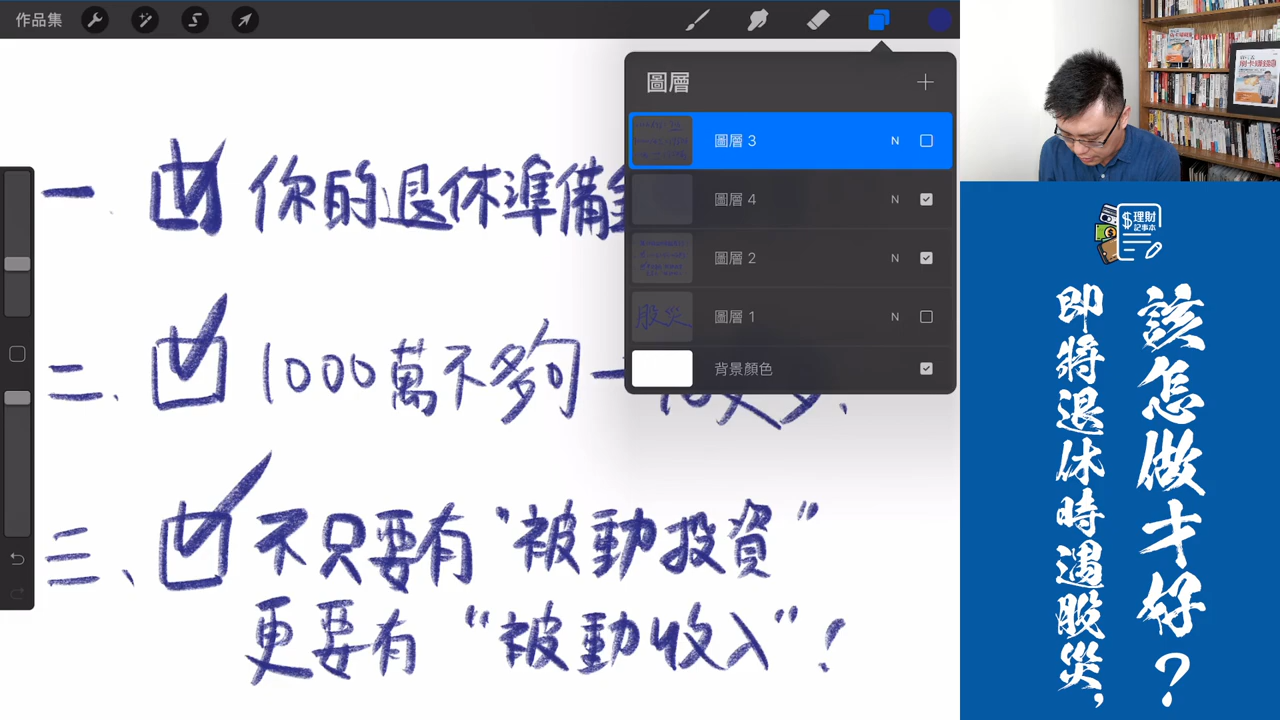 作品集
圖層
圖層 3 N
圖層 4 N
圖層 2 N
圖層 1 N
背景顏色
一、你的退休準備
二、1000萬不夠
三、不只要有“被動投資”
更要有“被動收入”!
$理財
記事本
即將退休時遇股災,
該怎做才好?
股災